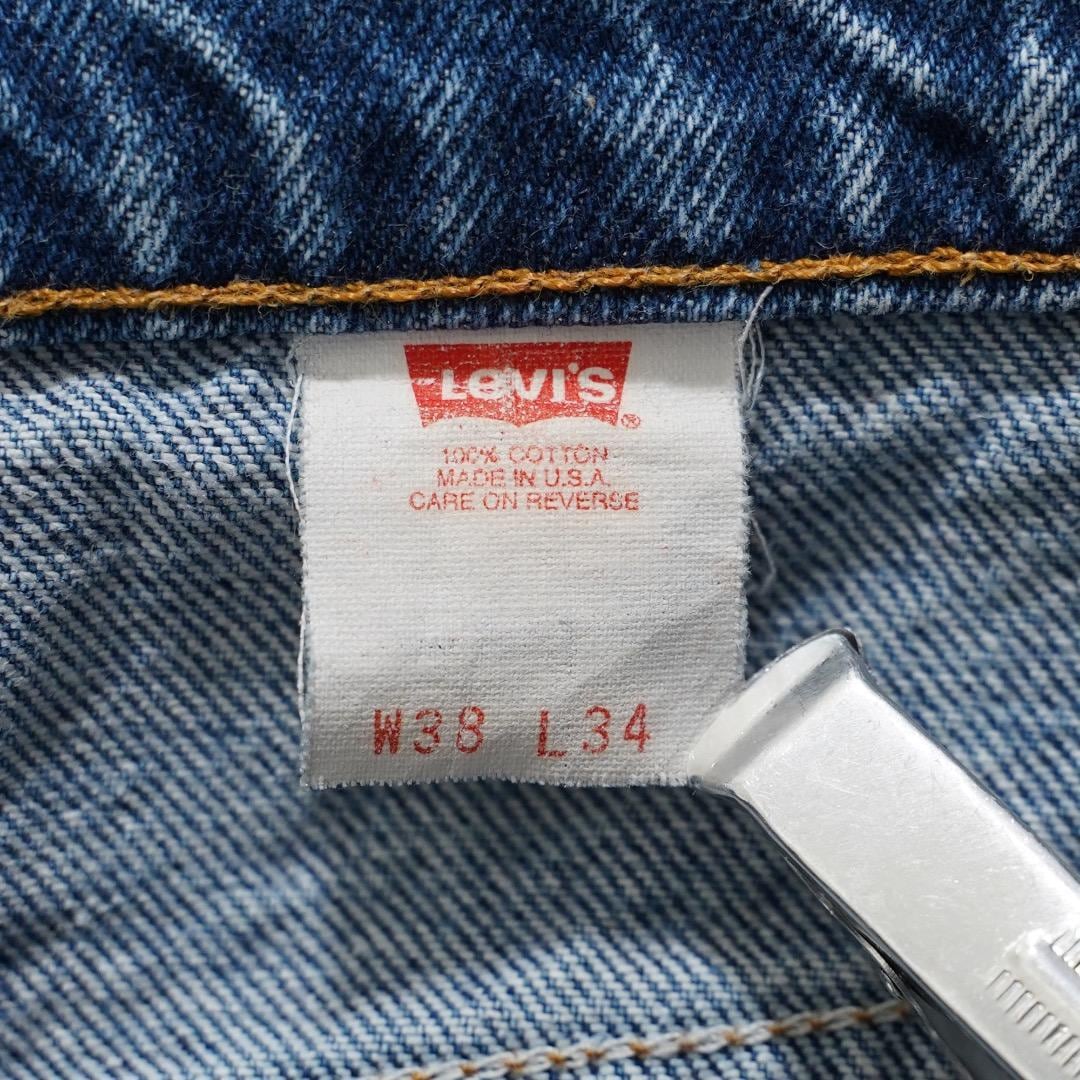 LEVI'S ®
100% COTTON
MADE IN U.S.A.
CARE ON REVERSE
W38 L34